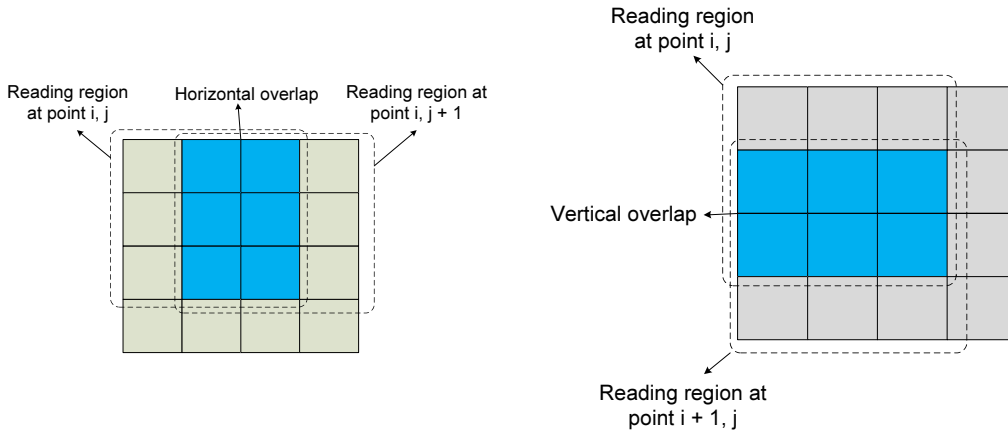 Reading region
at point i, j
Horizontal overlap
Reading region at
point i, j + 1
Reading region
at point i, j
Vertical overlap
Reading region at
point i + 1, j